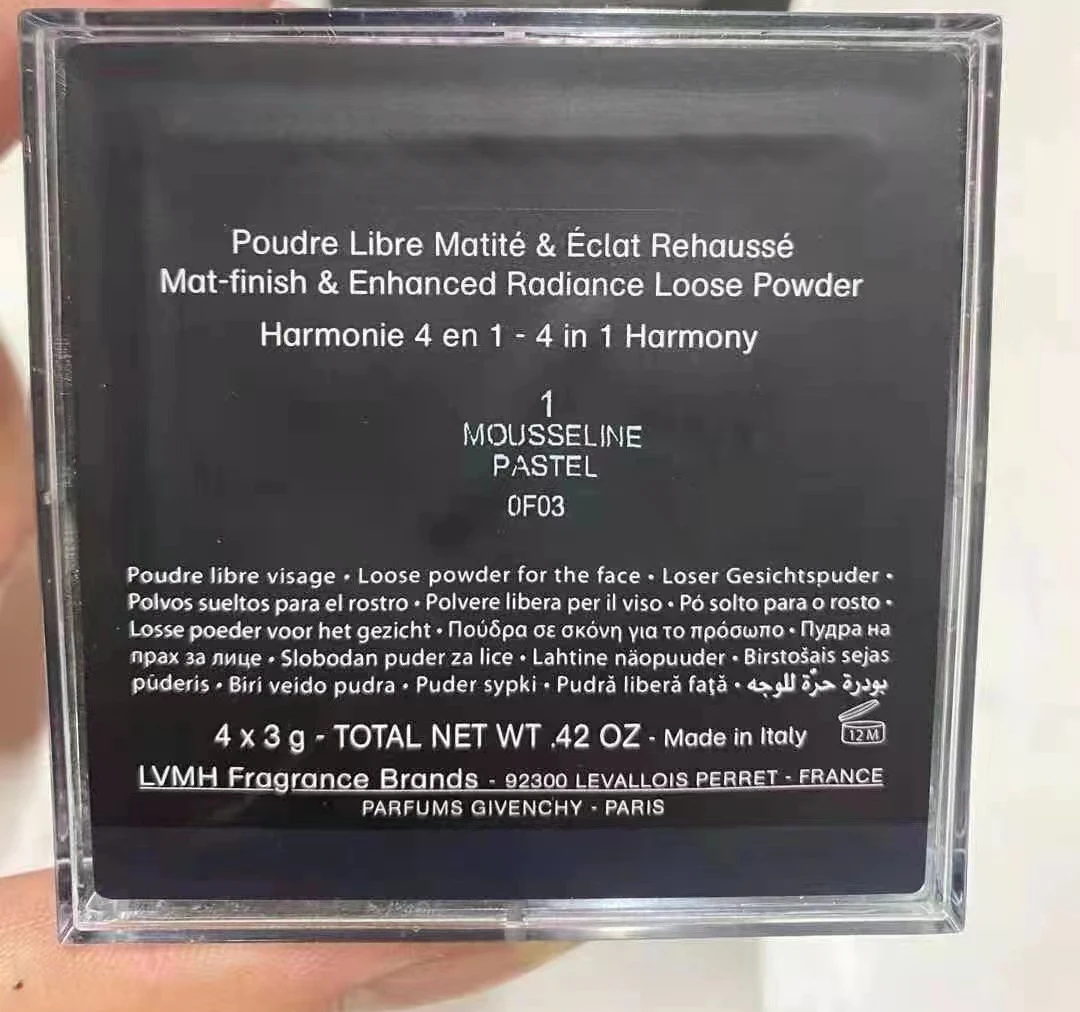 Poudre Libre Matité & Éclat Rehaussé
Mat-finish & Enhanced Radiance Loose Powder
Harmonie 4 en 1 - 4 in 1 Harmony
1
MOUSSELINE
PASTEL
0F03
Poudre libre visage • Loose powder for the face • Loser Gesichtspuder •
Polvos sueltos para el rostro • Polvere libera per il viso • Pó solto para o rosto •
Losse poeder voor het gezicht • Πούδρα σε σκόνη για το πρόσωπο • Пудра на
прах за лице • Slobodan puder za lice • Lahtine näopuuder • Birstošais sejas
pūderis • Biri veido pudra • Puder sypki • Pudră liberă față • بودرة حرّة للوجه
4 x 3 g - TOTAL NET WT .42 OZ - Made in Italy 12M
LVMH Fragrance Brands - 92300 LEVALLOIS PERRET - FRANCE
PARFUMS GIVENCHY - PARIS